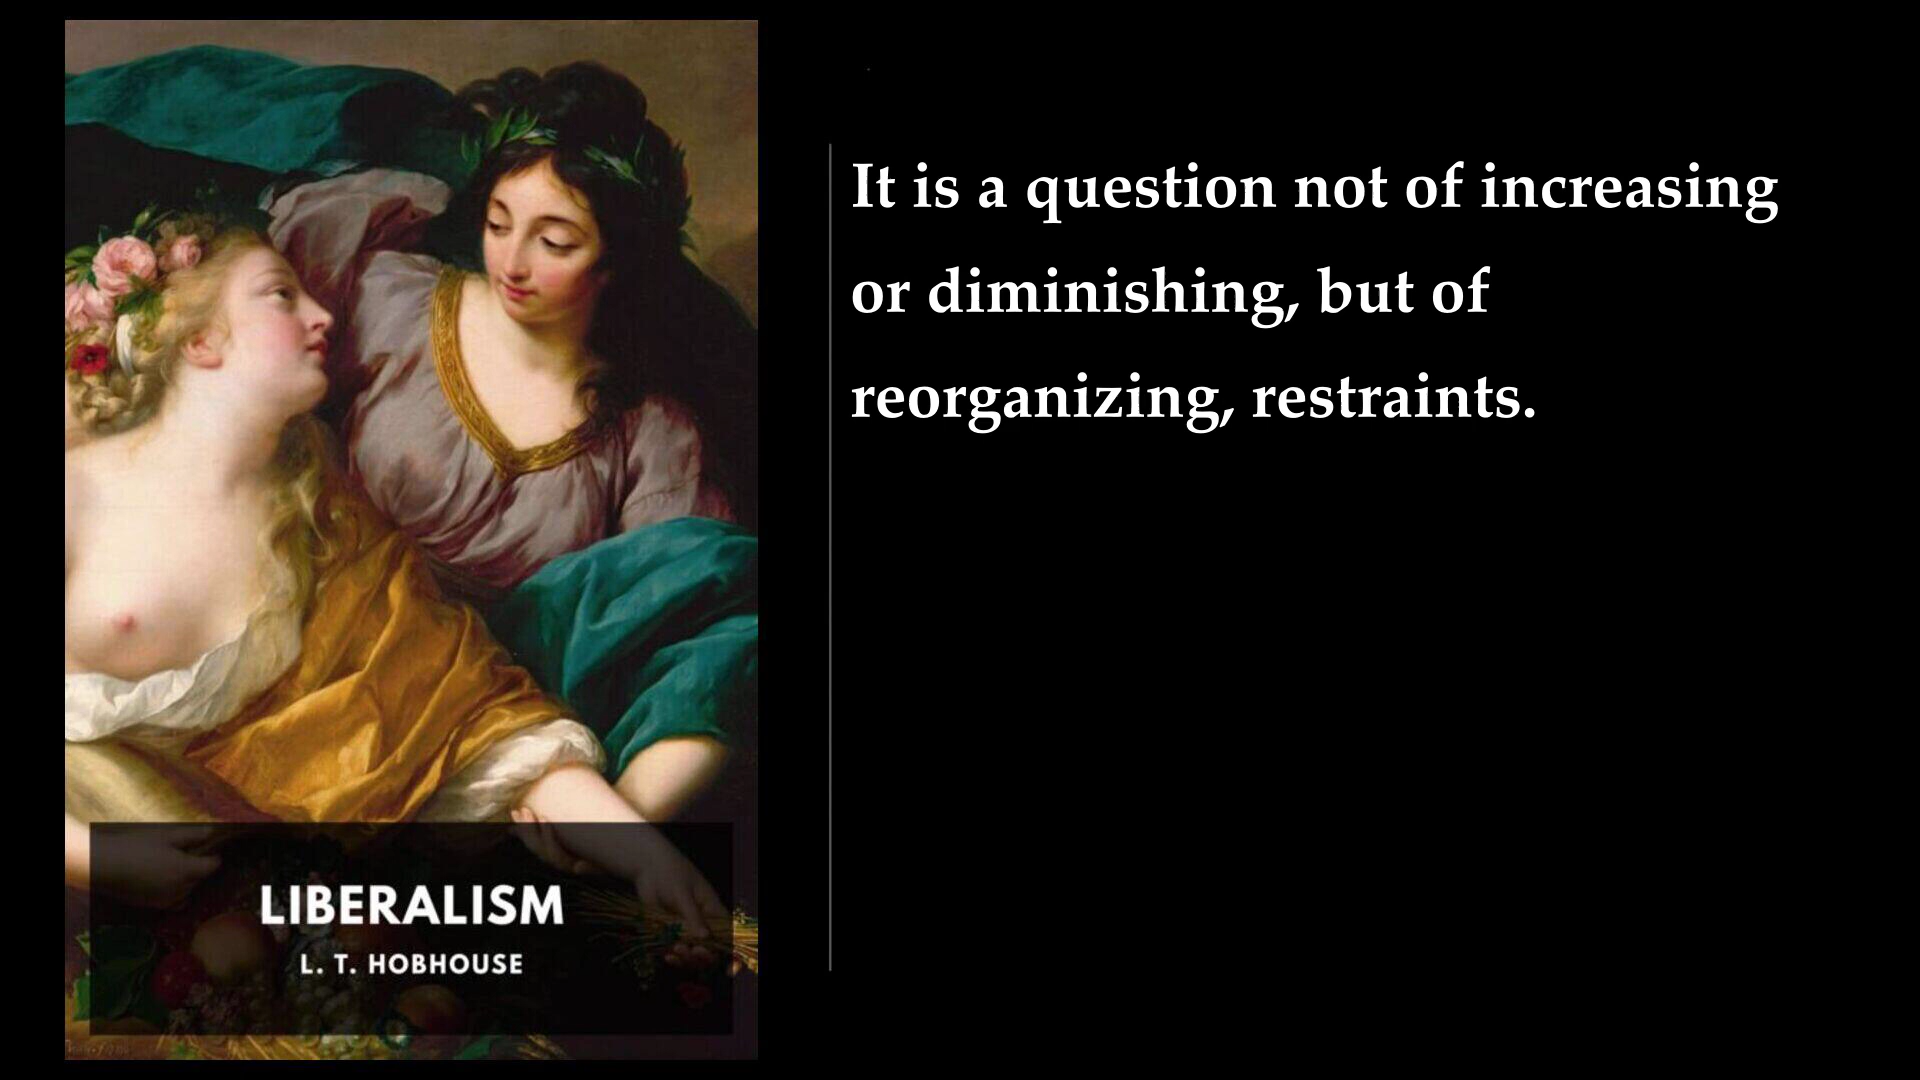 It is a question not of increasing
or diminishing, but of
reorganizing, restraints.
LIBERALISM
L. T. HOBHOUSE